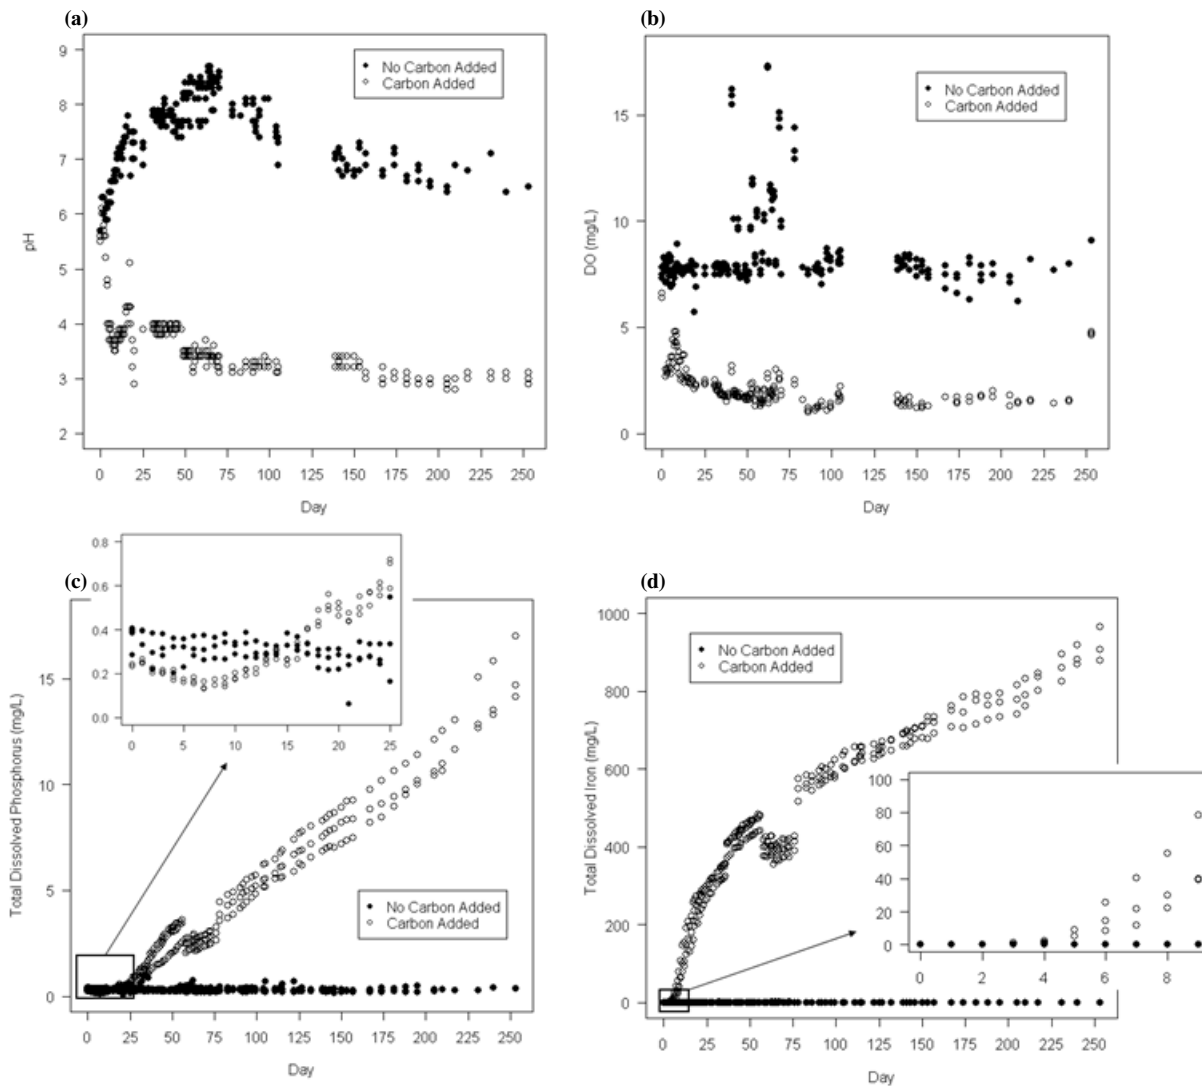 (a)
9
8
7
6
5
4
3
2
pH
No Carbon Added
Carbon Added
0 25 50 75 100 125 150 175 200 225 250
Day
(b)
15
10
5
0
DO (mg/L)
No Carbon Added
Carbon Added
0 25 50 75 100 125 150 175 200 225 250
Day
(c)
0.8
0.6
0.4
0.2
0.0
0 5 10 15 20 25
15
10
5
0
Total Dissolved Phosphorus (mg/L)
No Carbon Added
Carbon Added
0 25 50 75 100 125 150 175 200 225 250
Day
(d)
1000
800
600
400
200
0
Total Dissolved Iron (mg/L)
No Carbon Added
Carbon Added
100
80
60
40
20
0
0 2 4 6 8
0 25 50 75 100 125 150 175 200 225 250
Day